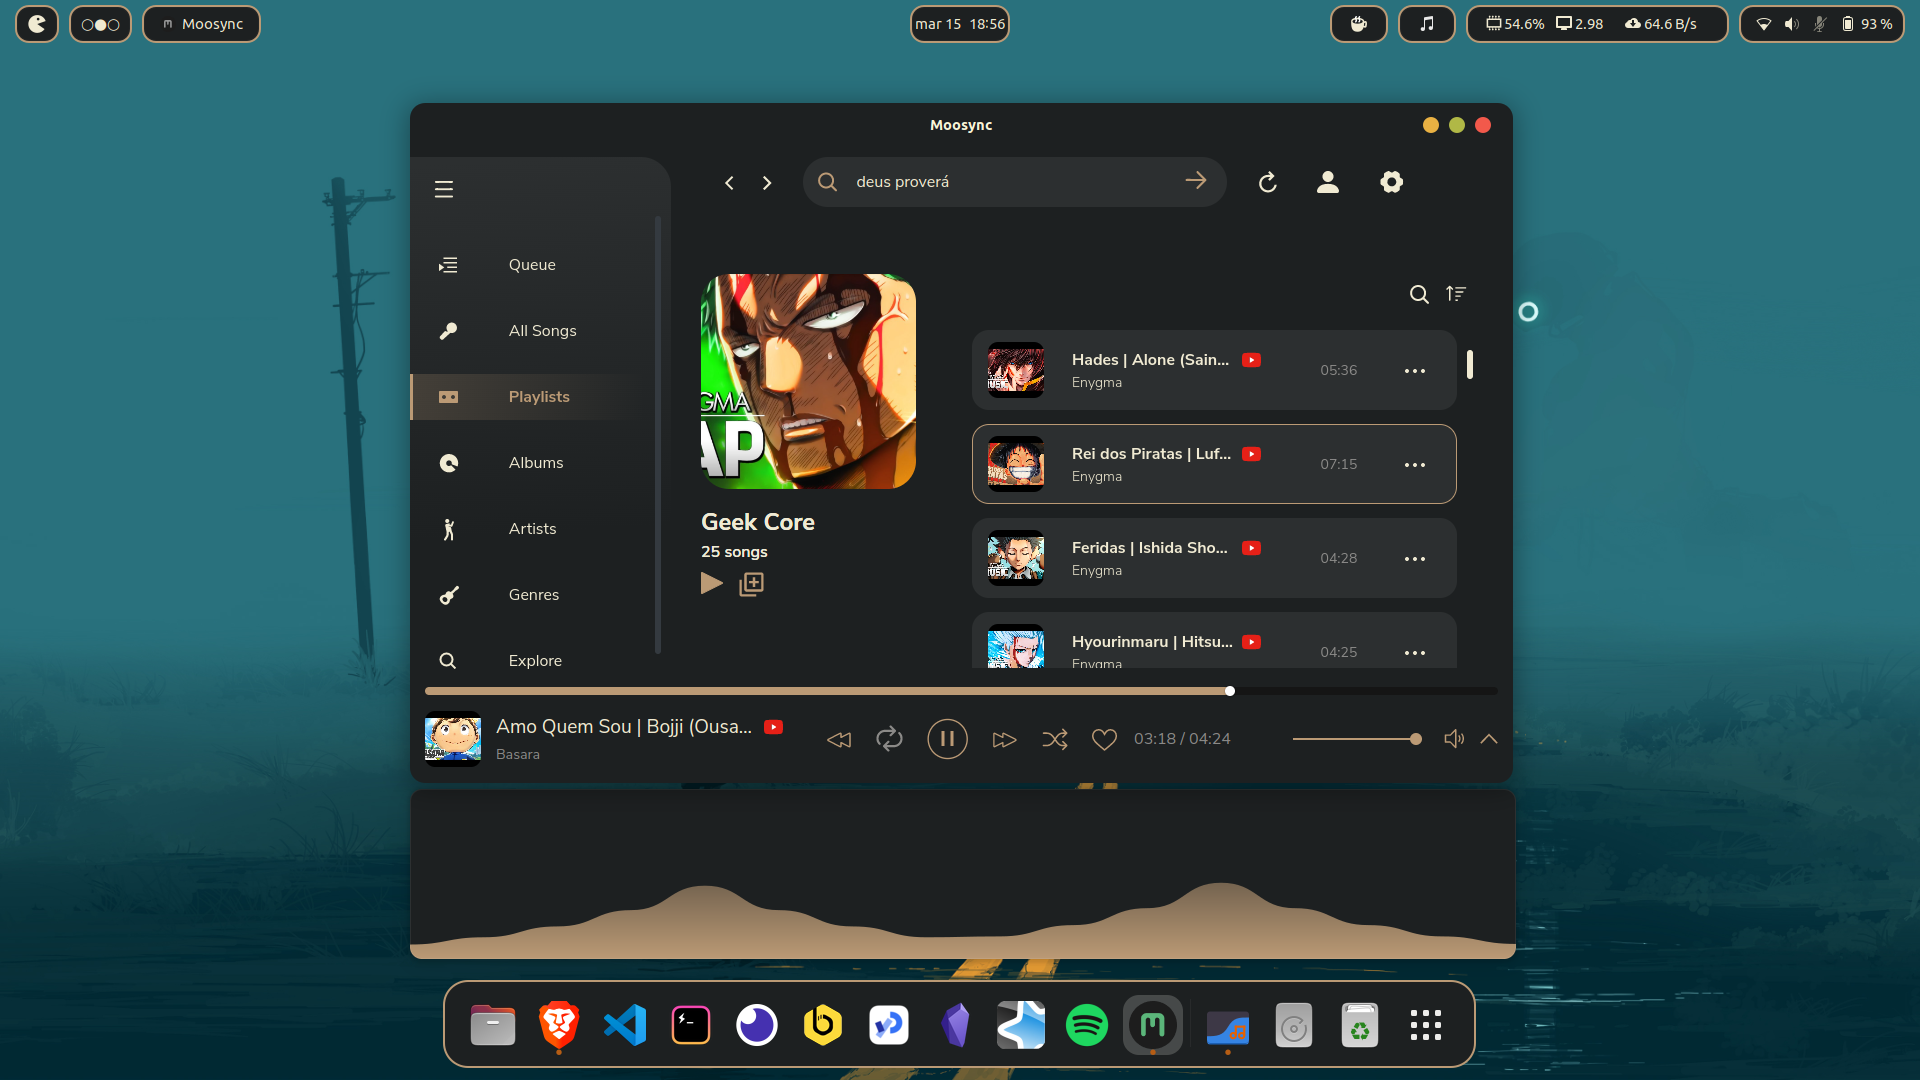 Moosync
mar 15 18:56
54.6% 2.98 64.6 B/s
93 %
Moosync
deus proverá
Queue
All Songs
Playlists
Albums
Artists
Genres
Explore
GMA
AP
Geek Core
25 songs
Hades | Alone (Sain... 05:36
Enygma
Rei dos Piratas | Luf... 07:15
Enygma
Feridas | Ishida Sho... 04:28
Enygma
Hyourinmaru | Hitsu... 04:25
Enygma
Amo Quem Sou | Bojji (Ousa...
Basara
03:18 / 04:24